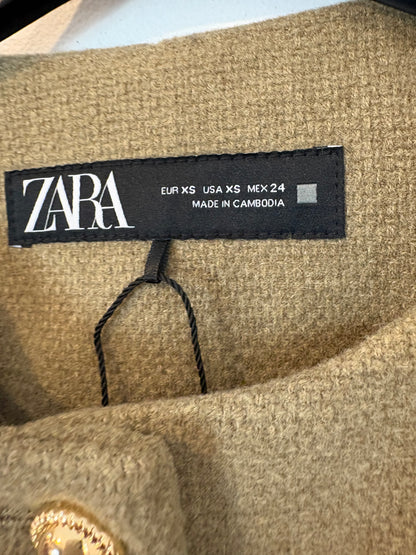 ZARA
EUR XS USA XS MEX 24
MADE IN CAMBODIA